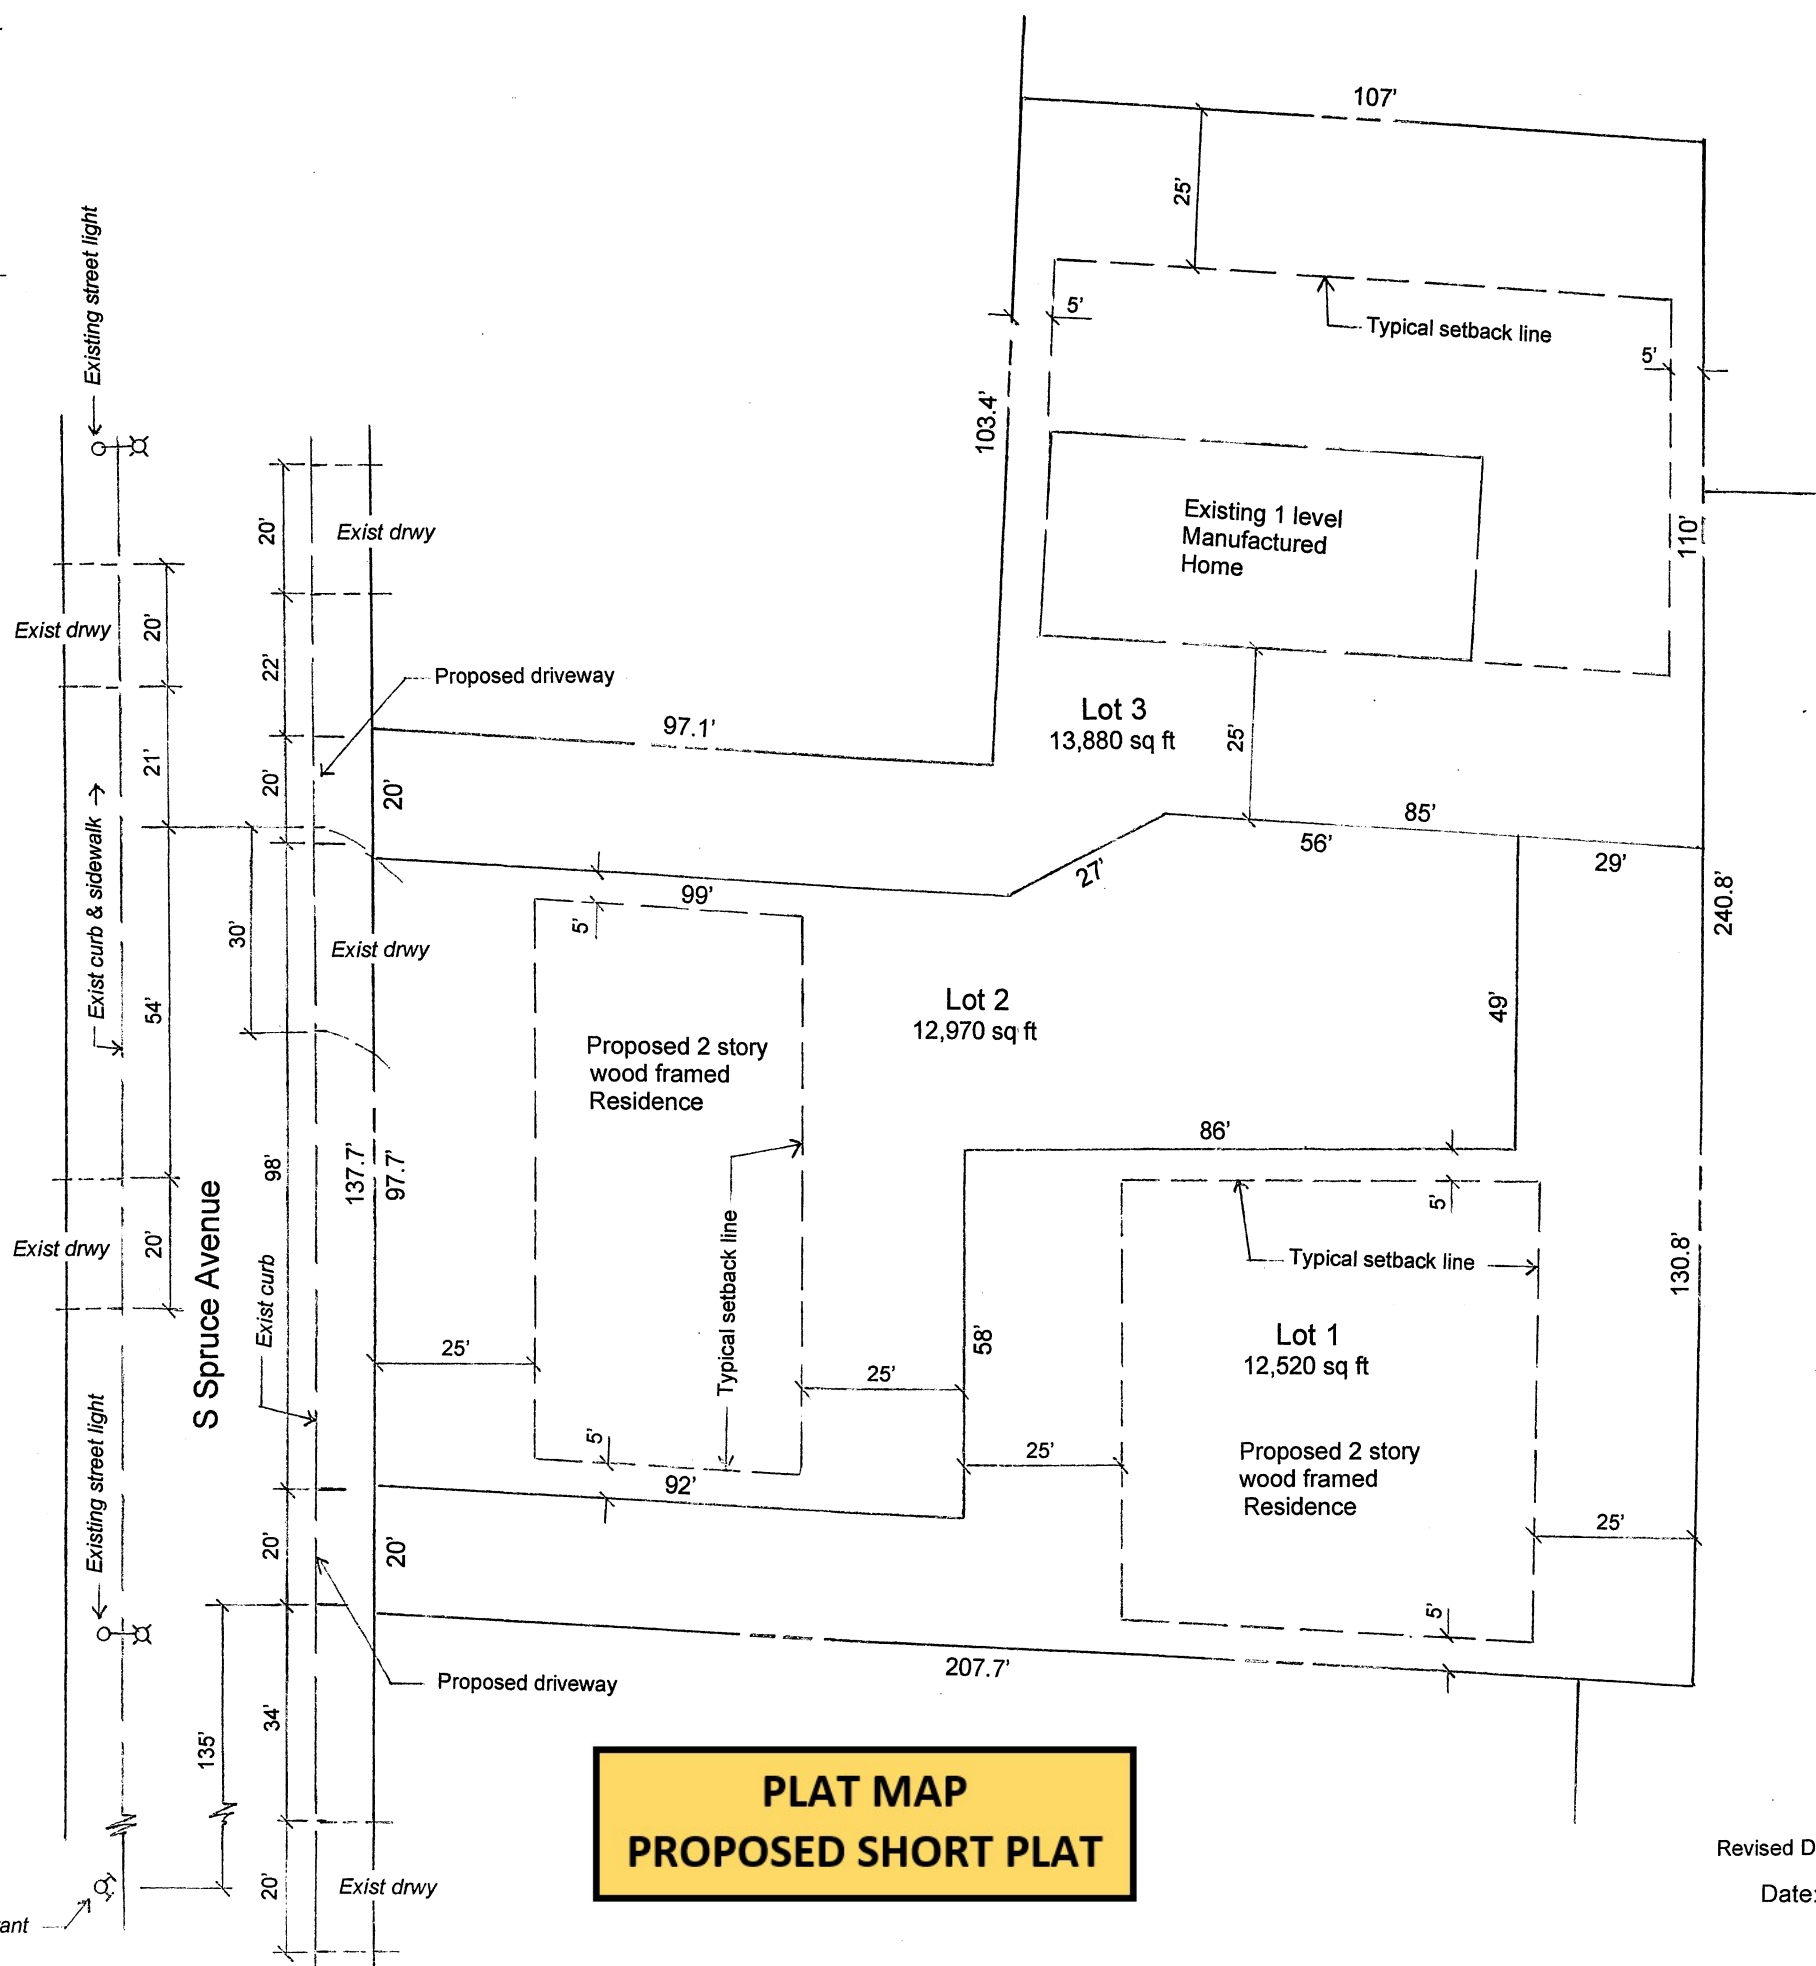 107'
25'
Existing street light
5'
Typical setback line
5'
103.4'
110'
Existing 1 level
Manufactured
Home
20'
Exist drwy
Exist drwy
20'
22'
Proposed driveway
97.1'
Lot 3
13,880 sq ft
25'
21'
20'
20'
85'
56'
29'
27'
99'
5'
240.8'
Exist curb & sidewalk
30'
Exist drwy
54'
Lot 2
12,970 sq ft
49'
Proposed 2 story
wood framed
Residence
86'
137.7'
97.7'
98'
5'
S Spruce Avenue
Exist drwy
20'
Exist curb
Typical setback line
Typical setback line
130.8'
58'
Lot 1
12,520 sq ft
25'
25'
5'
25'
Proposed 2 story
wood framed
Residence
92'
Existing street light
20'
20'
25'
5'
207.7'
Proposed driveway
34'
135'
PLAT MAP
PROPOSED SHORT PLAT
20'
Exist drwy
Revised D
Date:
ant